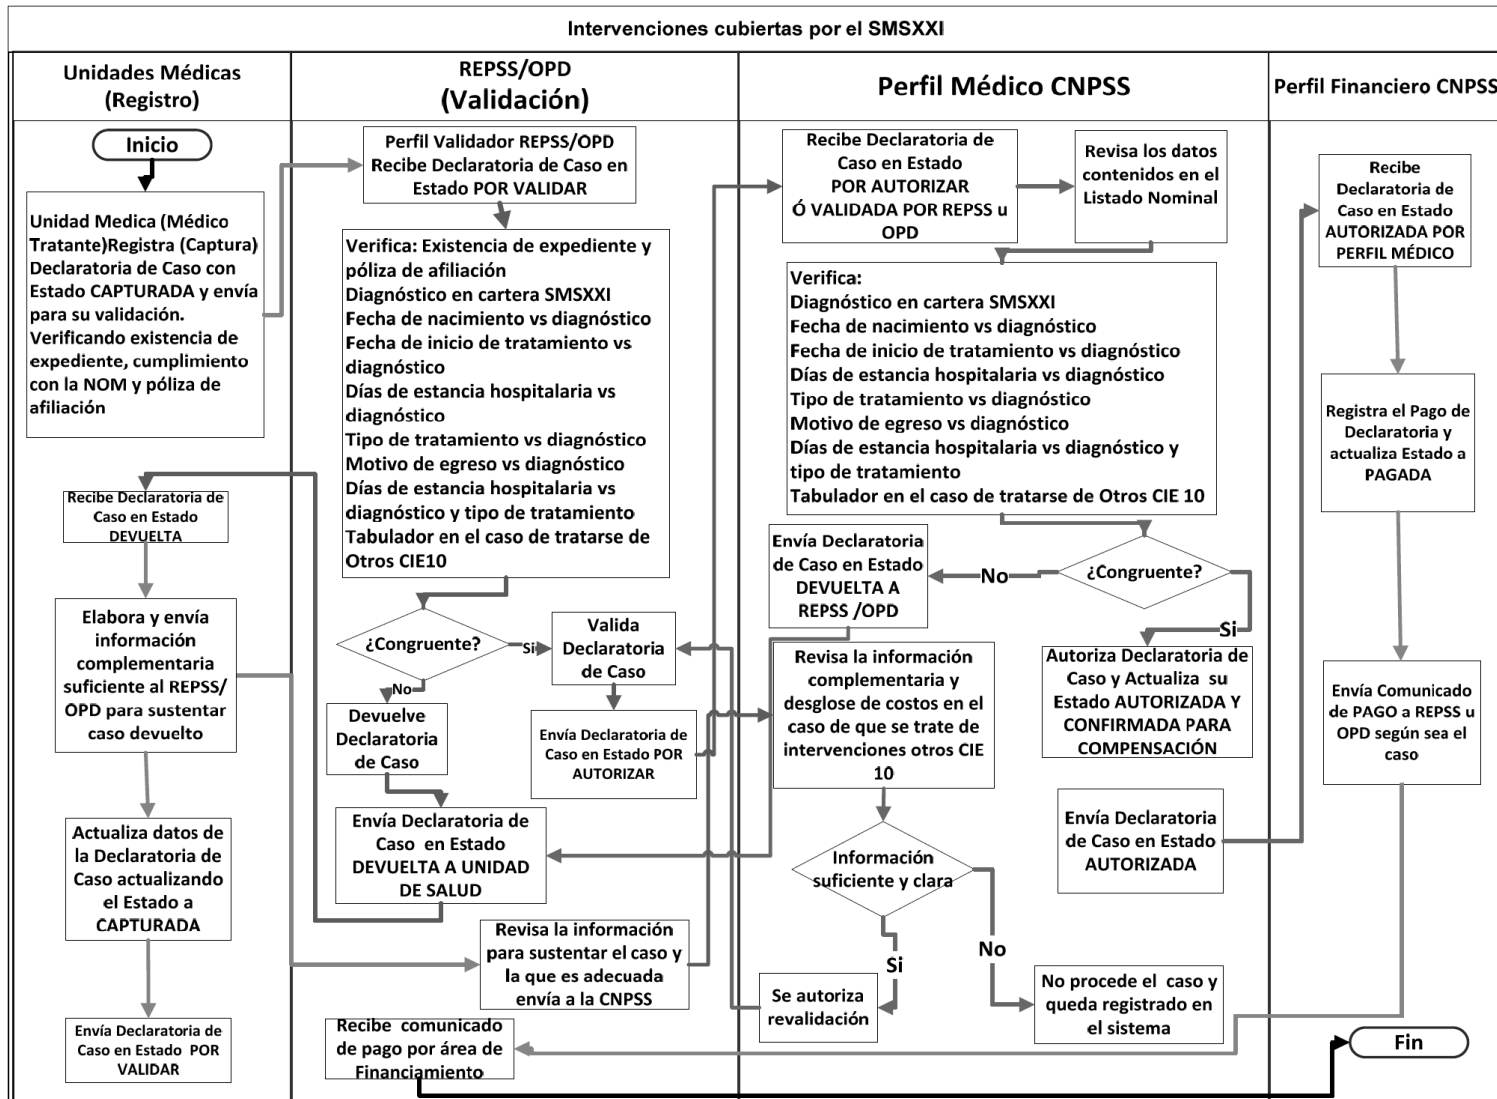 Intervenciones cubiertas por el SMSXXI
Unidades Médicas
(Registro)
REPSS/OPD
(Validación)
Perfil Médico CNPSS
Perfil Financiero CNPSS
Inicio
Unidad Medica (Médico
Tratante)Registra (Captura)
Declaratoria de Caso con
Estado CAPTURADA y envía
para su validación.
Verificando existencia de
expediente, cumplimiento
con la NOM y póliza de
afiliación
Recibe Declaratoria de
Caso en Estado
DEVUELTA
Elabora y envía
información
complementaria
suficiente al REPSS/
OPD para sustentar
caso devuelto
Actualiza datos de
la Declaratoria de
Caso actualizando
el Estado a
CAPTURADA
Envía Declaratoria de
Caso en Estado POR
VALIDAR
Perfil Validador REPSS/OPD
Recibe Declaratoria de Caso en
Estado POR VALIDAR
Verifica: Existencia de expediente y
póliza de afiliación
Diagnóstico en cartera SMSXXI
Fecha de nacimiento vs diagnóstico
Fecha de inicio de tratamiento vs
diagnóstico
Días de estancia hospitalaria vs
diagnóstico
Tipo de tratamiento vs diagnóstico
Motivo de egreso vs diagnóstico
Días de estancia hospitalaria vs
diagnóstico y tipo de tratamiento
Tabulador en el caso de tratarse de
Otros CIE10
¿Congruente?
Si
No
Valida
Declaratoria
de Caso
Devuelve
Declaratoria
de Caso
Envía Declaratoria de
Caso en Estado POR
AUTORIZAR
Envía Declaratoria de
Caso en Estado
DEVUELTA A UNIDAD
DE SALUD
Revisa la información
para sustentar el caso y
la que es adecuada
envía a la CNPSS
Recibe comunicado
de pago por área de
Financiamiento
Recibe Declaratoria de
Caso en Estado
POR AUTORIZAR
Ó VALIDADA POR REPSS u
OPD
Revisa los datos
contenidos en el
Listado Nominal
Verifica:
Diagnóstico en cartera SMSXXI
Fecha de nacimiento vs diagnóstico
Fecha de inicio de tratamiento vs diagnóstico
Días de estancia hospitalaria vs diagnóstico
Tipo de tratamiento vs diagnóstico
Motivo de egreso vs diagnóstico
Días de estancia hospitalaria vs diagnóstico y
tipo de tratamiento
Tabulador en el caso de tratarse de Otros CIE 10
Envía Declaratoria
de Caso en Estado
DEVUELTA A
REPSS /OPD
No
¿Congruente?
Si
Revisa la información
complementaria y
desglose de costos en el
caso de que se trate de
intervenciones otros CIE
10
Autoriza Declaratoria de
Caso y Actualiza su
Estado AUTORIZADA Y
CONFIRMADA PARA
COMPENSACIÓN
Información
suficiente y clara
Envía Declaratoria
de Caso en Estado
AUTORIZADA
Si
No
Se autoriza
revalidación
No procede el caso y
queda registrado en
el sistema
Recibe
Declaratoria de
Caso en Estado
AUTORIZADA POR
PERFIL MÉDICO
Registra el Pago de
Declaratoria y
actualiza Estado a
PAGADA
Envía Comunicado
de PAGO a REPSS u
OPD según sea el
caso
Fin